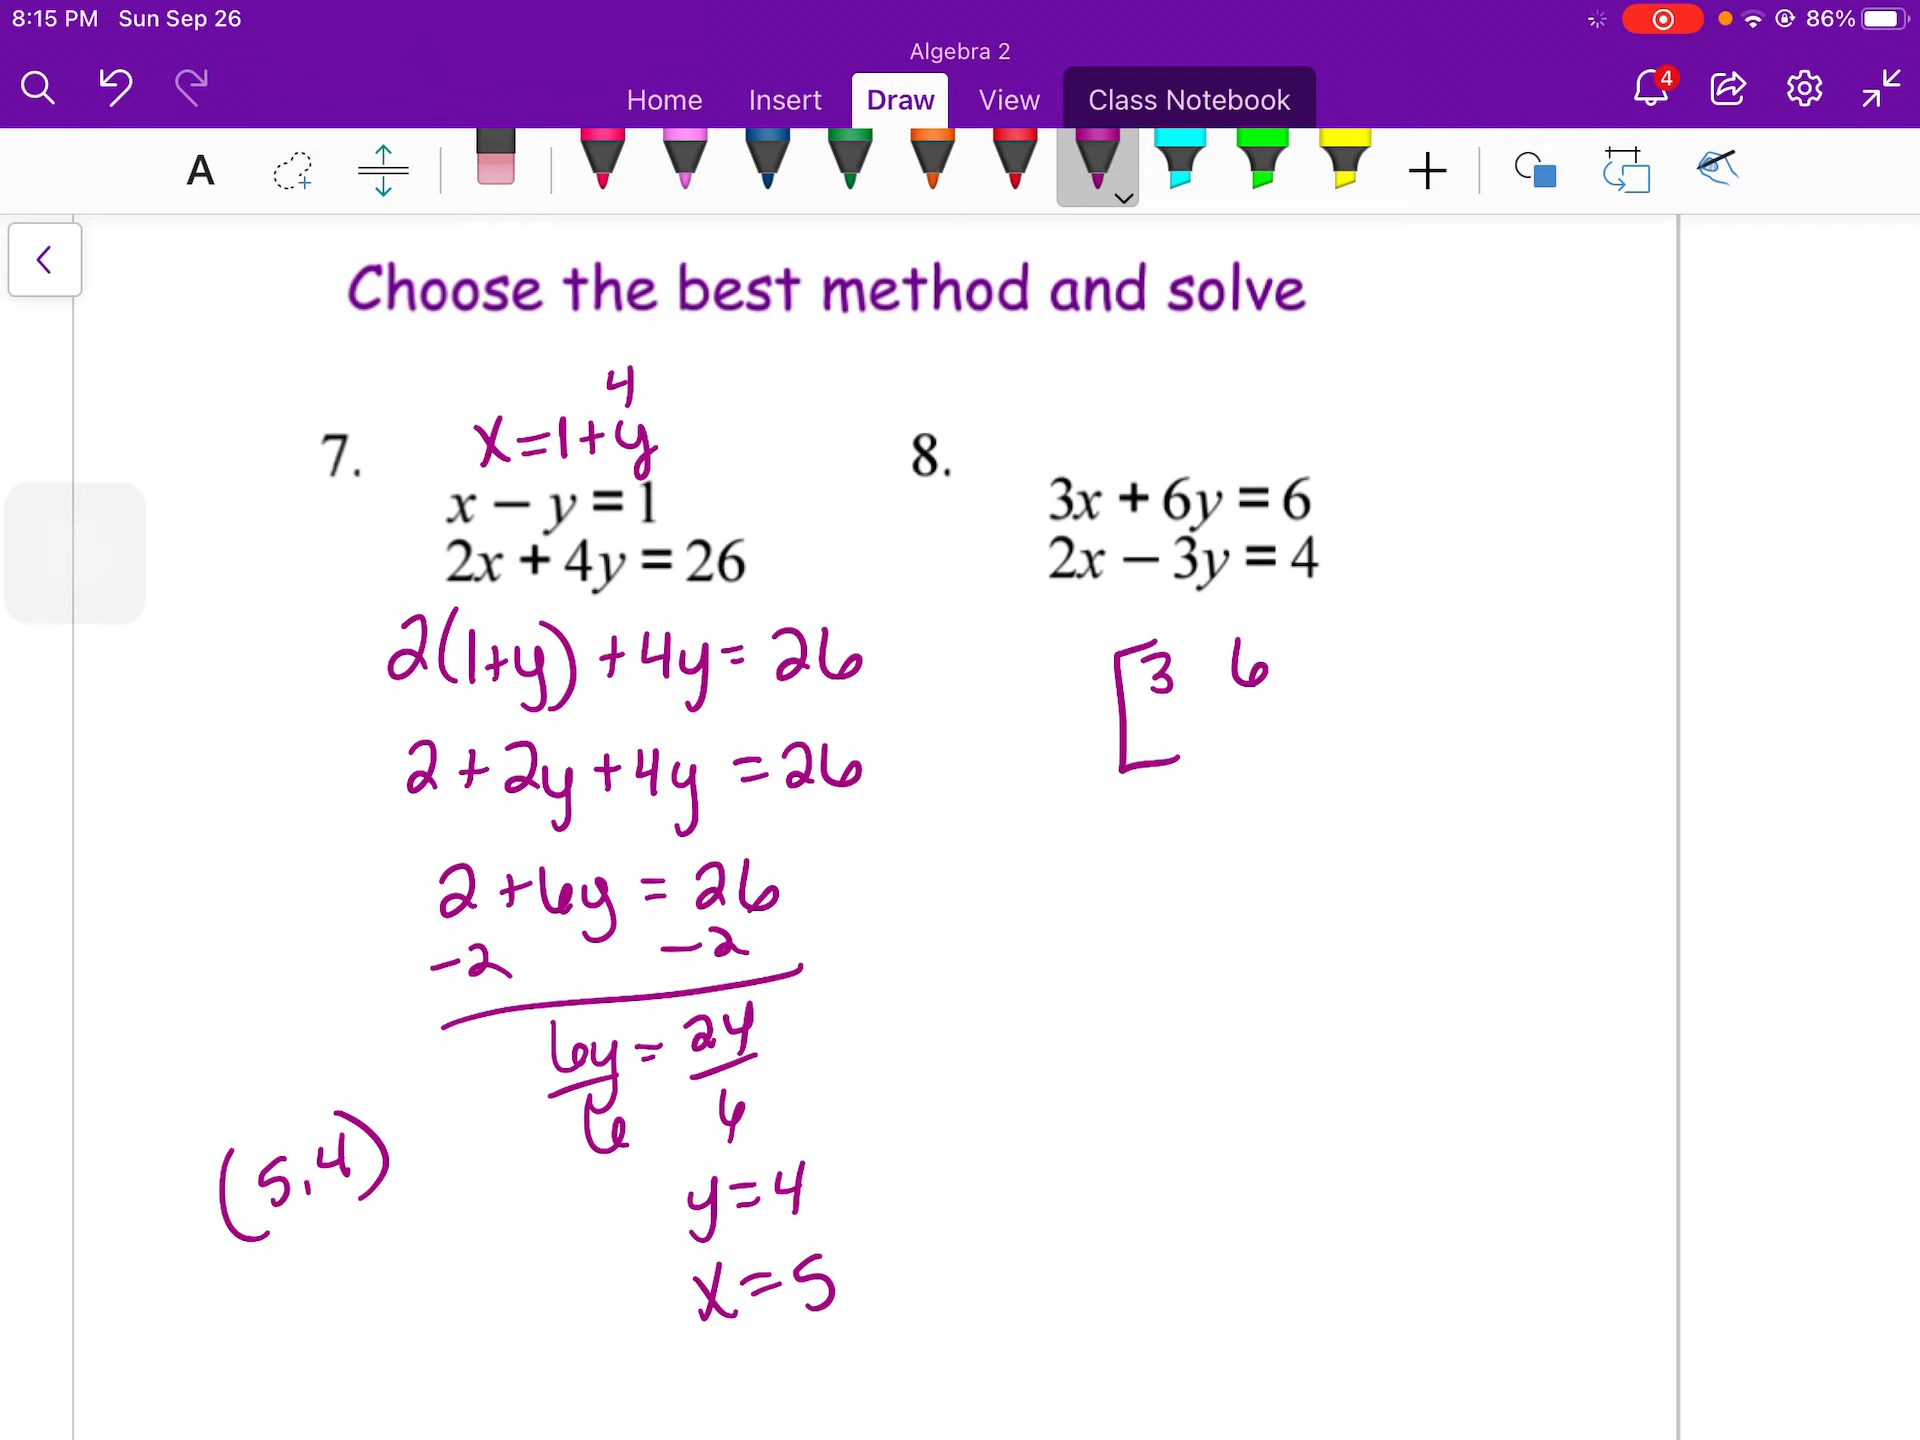 8:15 PM Sun Sep 26
86%
Algebra 2
Home Insert Draw View Class Notebook
4
A
Choose the best method and solve
7.
4
x=1+y
x − y = 1
2x + 4y = 26
2(1+y) +4y= 26
2+2y+4y =26
2+6y = 26
-2 -2
6y = 24
6 6
y=4
x=5
(5,4)
8.
3x + 6y = 6
2x − 3y = 4
[3 6